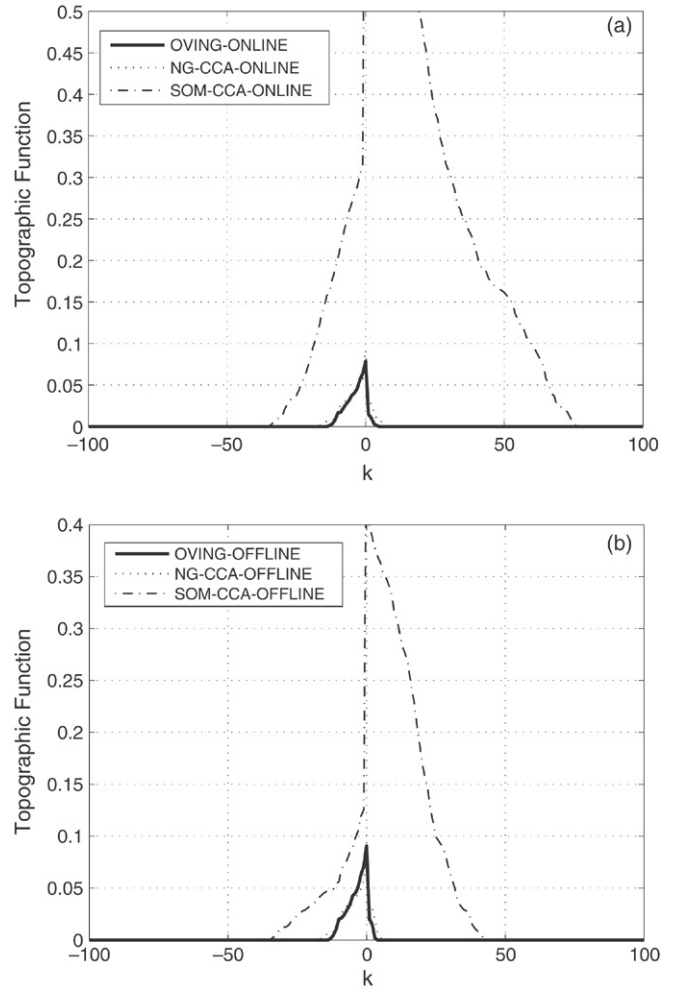 (a)
OVING-ONLINE
NG-CCA-ONLINE
SOM-CCA-ONLINE
0.5
0.45
0.4
0.35
0.3
0.25
0.2
0.15
0.1
0.05
0
Topographic Function
−100
−50
0
50
100
k
(b)
OVING-OFFLINE
NG-CCA-OFFLINE
SOM-CCA-OFFLINE
0.4
0.35
0.3
0.25
0.2
0.15
0.1
0.05
0
Topographic Function
−100
−50
0
50
100
k